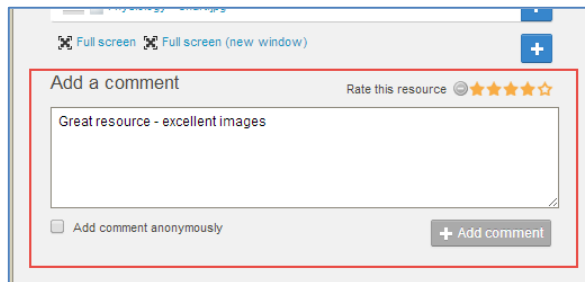 Full screen Full screen (new window)
Add a comment
Rate this resource
Great resource - excellent images
Add comment anonymously
+ Add comment